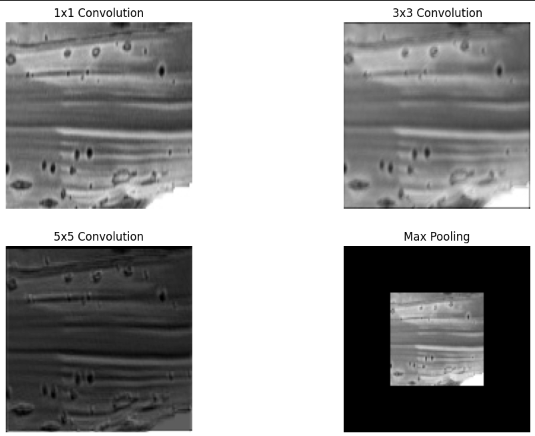 1x1 Convolution
3x3 Convolution
5x5 Convolution
Max Pooling